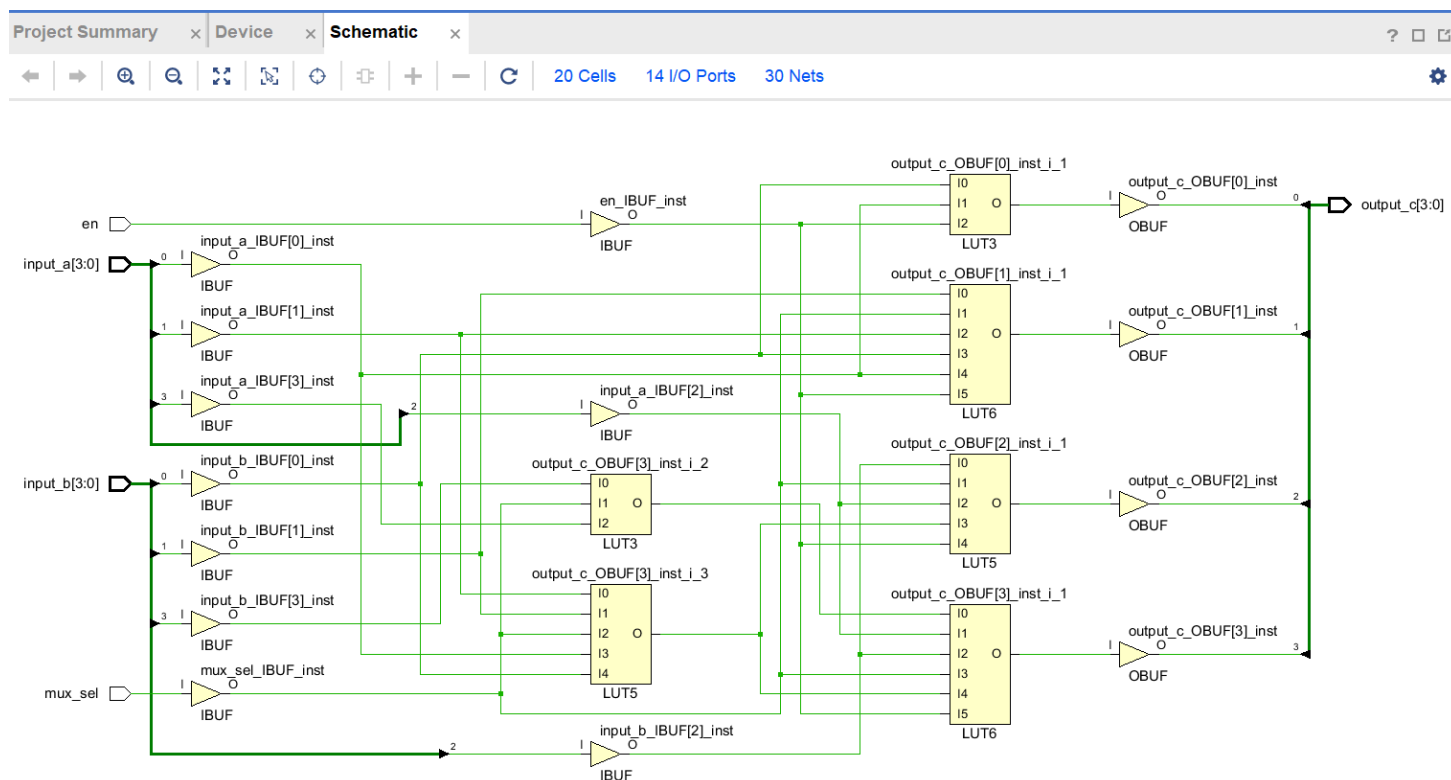 Project Summary × Device × Schematic × ?
20 Cells 14 I/O Ports 30 Nets
output_c_OBUF[0]_inst_i_1
I0
I1 O
I2
LUT3
output_c_OBUF[0]_inst
I O
OBUF
0 output_c[3:0]
en
en_IBUF_inst
I O
IBUF
input_a[3:0]
0
input_a_IBUF[0]_inst
I O
IBUF
1
input_a_IBUF[1]_inst
I O
IBUF
3
input_a_IBUF[3]_inst
I O
IBUF
2
input_a_IBUF[2]_inst
I O
IBUF
output_c_OBUF[1]_inst_i_1
I0
I1
I2 O
I3
I4
I5
LUT6
output_c_OBUF[1]_inst
I O
OBUF
1
input_b[3:0]
0
input_b_IBUF[0]_inst
I O
IBUF
1
input_b_IBUF[1]_inst
I O
IBUF
3
input_b_IBUF[3]_inst
I O
IBUF
mux_sel
mux_sel_IBUF_inst
I O
IBUF
2
input_b_IBUF[2]_inst
I O
IBUF
output_c_OBUF[3]_inst_i_2
I0
I1 O
I2
LUT3
output_c_OBUF[3]_inst_i_3
I0
I1
I2 O
I3
I4
LUT5
output_c_OBUF[2]_inst_i_1
I0
I1
I2 O
I3
I4
LUT5
output_c_OBUF[2]_inst
I O
OBUF
2
output_c_OBUF[3]_inst_i_1
I0
I1
I2 O
I3
I4
I5
LUT6
output_c_OBUF[3]_inst
I O
OBUF
3